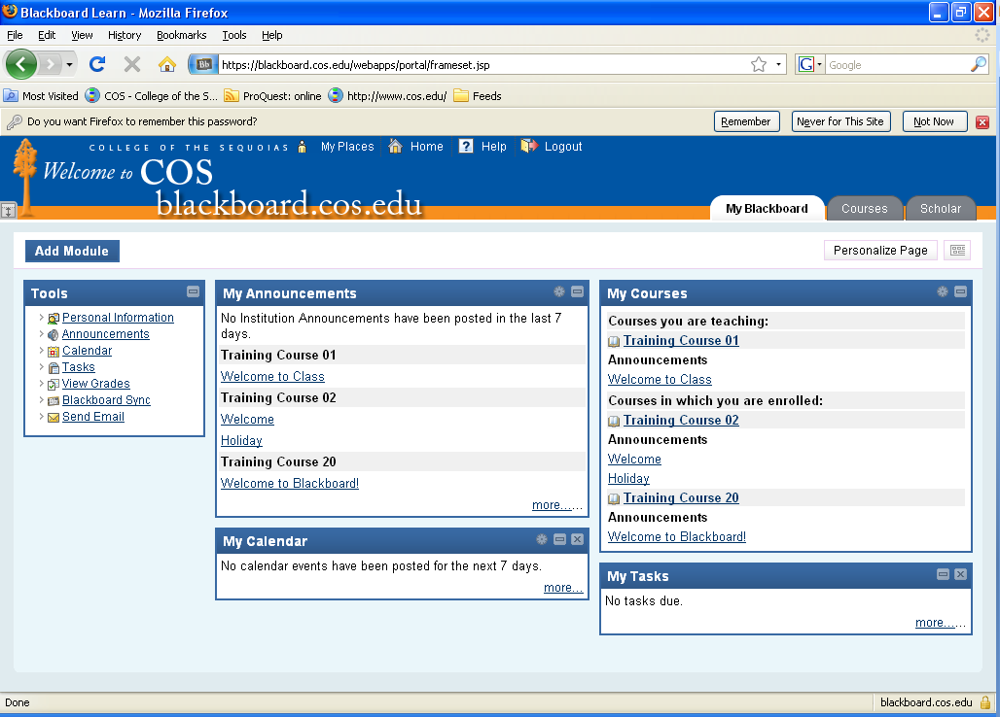 Blackboard Learn - Mozilla Firefox
File Edit View History Bookmarks Tools Help
Bb https://blackboard.cos.edu/webapps/portal/frameset.jsp G Google
Most Visited COS - College of the S... ProQuest: online http://www.cos.edu/ Feeds
Do you want Firefox to remember this password? Remember Never for This Site Not Now
COLLEGE OF THE SEQUOIAS My Places Home ? Help Logout
Welcome to COS
blackboard.cos.edu
My Blackboard Courses Scholar
Add Module Personalize Page
Tools
Personal Information
Announcements
Calendar
Tasks
View Grades
Blackboard Sync
Send Email
My Announcements
No Institution Announcements have been posted in the last 7
days.
Training Course 01
Welcome to Class
Training Course 02
Welcome
Holiday
Training Course 20
Welcome to Blackboard!
more......
My Calendar
No calendar events have been posted for the next 7 days.
more...
My Courses
Courses you are teaching:
Training Course 01
Announcements
Welcome to Class
Courses in which you are enrolled:
Training Course 02
Announcements
Welcome
Holiday
Training Course 20
Announcements
Welcome to Blackboard!
My Tasks
No tasks due.
more......
Done blackboard.cos.edu